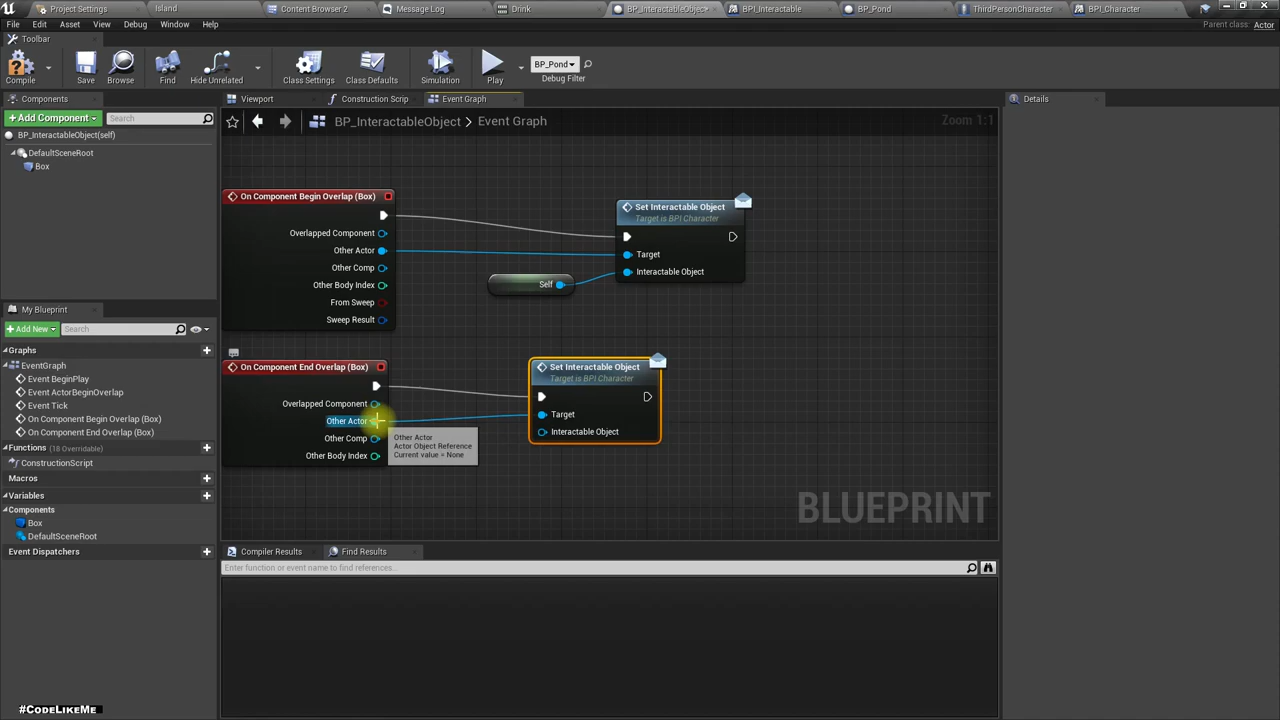 Project Settings
Island
Content Browser 2
Message Log
Drink
BP_InteractableObject
BPI_Interactable
BP_Pond
ThirdPersonCharacter
BPI_Character
File Edit Asset View Debug Window Help
Parent class: Actor
Toolbar
Compile
Save
Browse
Find
Hide Unrelated
Class Settings
Class Defaults
Simulation
Play
BP_Pond
Debug Filter
Components
Viewport
Construction Scrip
Event Graph
Details
+ Add Component
Search
BP_InteractableObject > Event Graph
Zoom 1:1
BP_InteractableObject(self)
DefaultSceneRoot
Box
On Component Begin Overlap (Box)
Overlapped Component
Other Actor
Other Comp
Other Body Index
From Sweep
Sweep Result
Set Interactable Object
Target is BPI Character
Target
Interactable Object
Self
My Blueprint
+ Add New
Search
Graphs
EventGraph
Event BeginPlay
Event ActorBeginOverlap
Event Tick
On Component Begin Overlap (Box)
On Component End Overlap (Box)
Functions (18 Overridable)
ConstructionScript
Macros
Variables
Components
Box
DefaultSceneRoot
Event Dispatchers
On Component End Overlap (Box)
Overlapped Component
Other Actor
Other Comp
Other Body Index
Other Actor
Actor Object Reference
Current value = None
Set Interactable Object
Target is BPI Character
Target
Interactable Object
BLUEPRINT
Compiler Results
Find Results
Enter function or event name to find references...
#CodeLikeMe